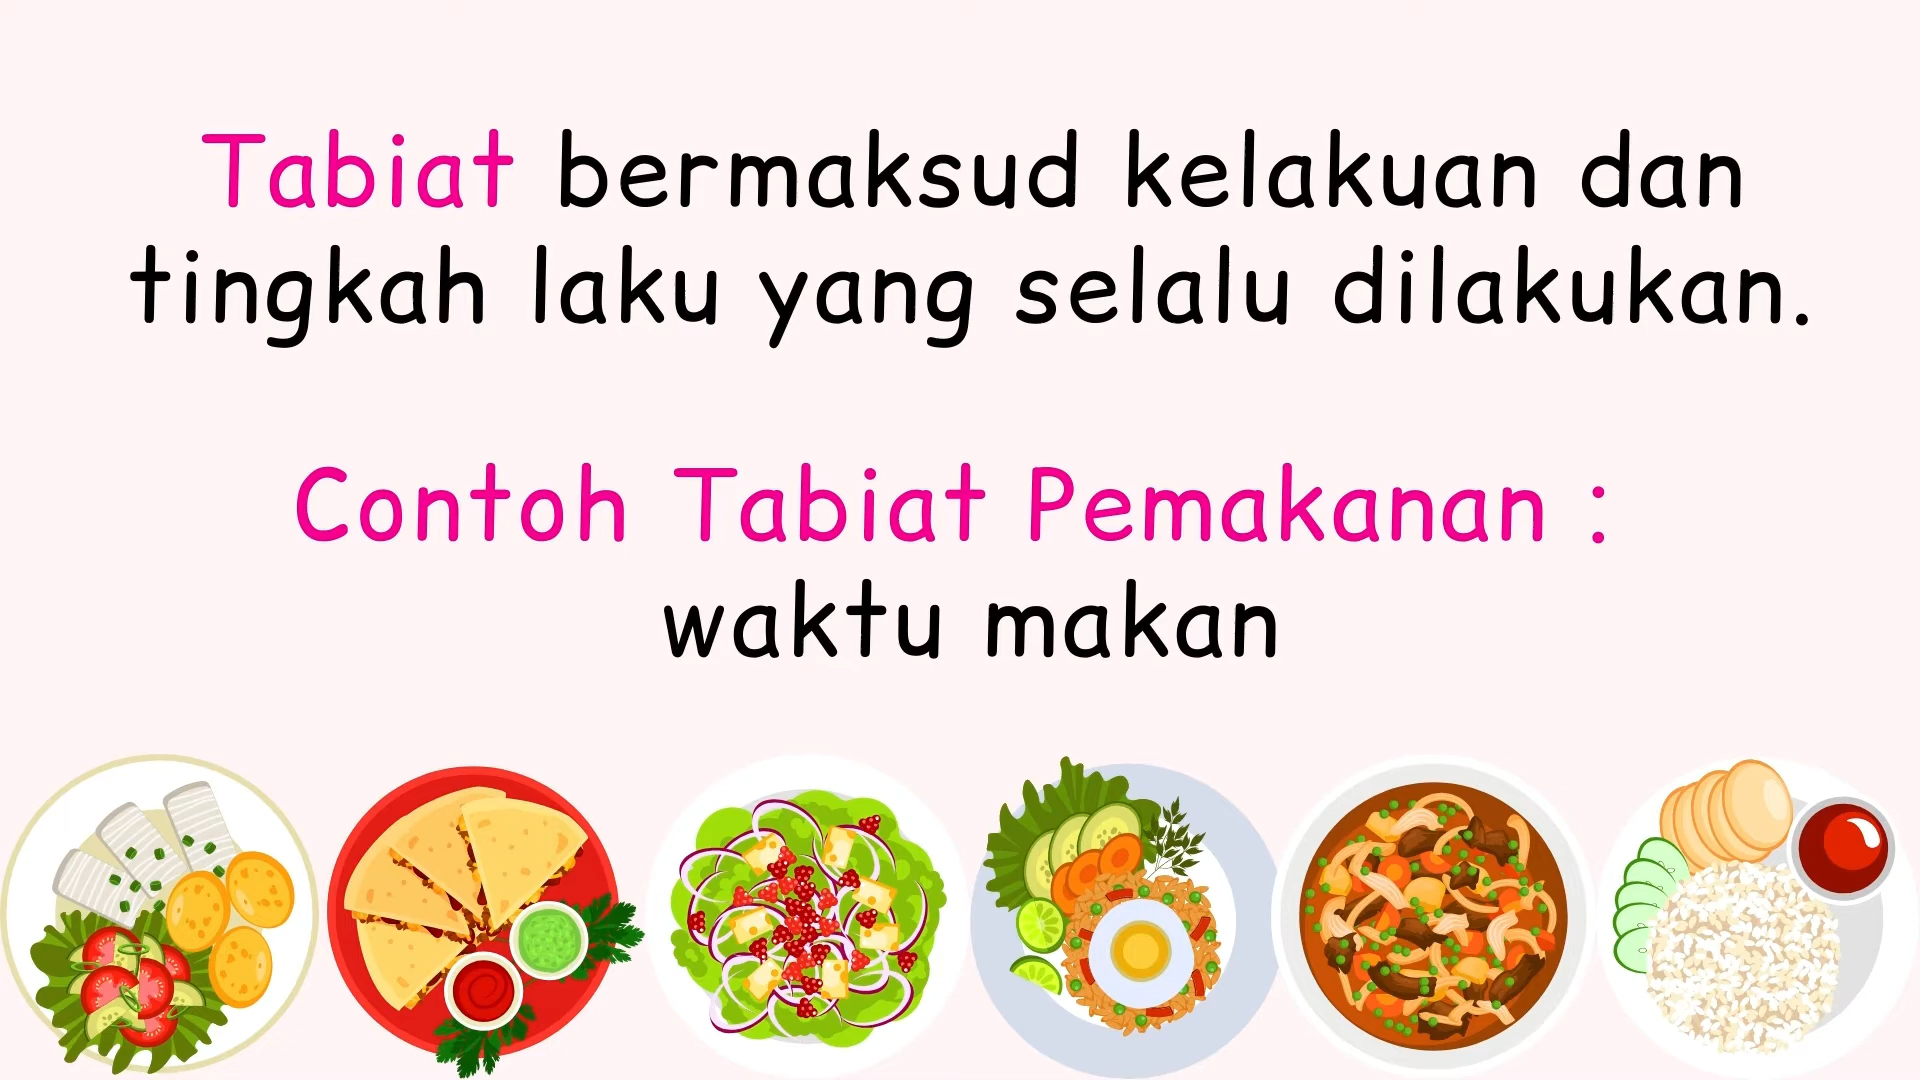 Tabiat bermaksud kelakuan dan
tingkah laku yang selalu dilakukan.
Contoh Tabiat Pemakanan :
waktu makan